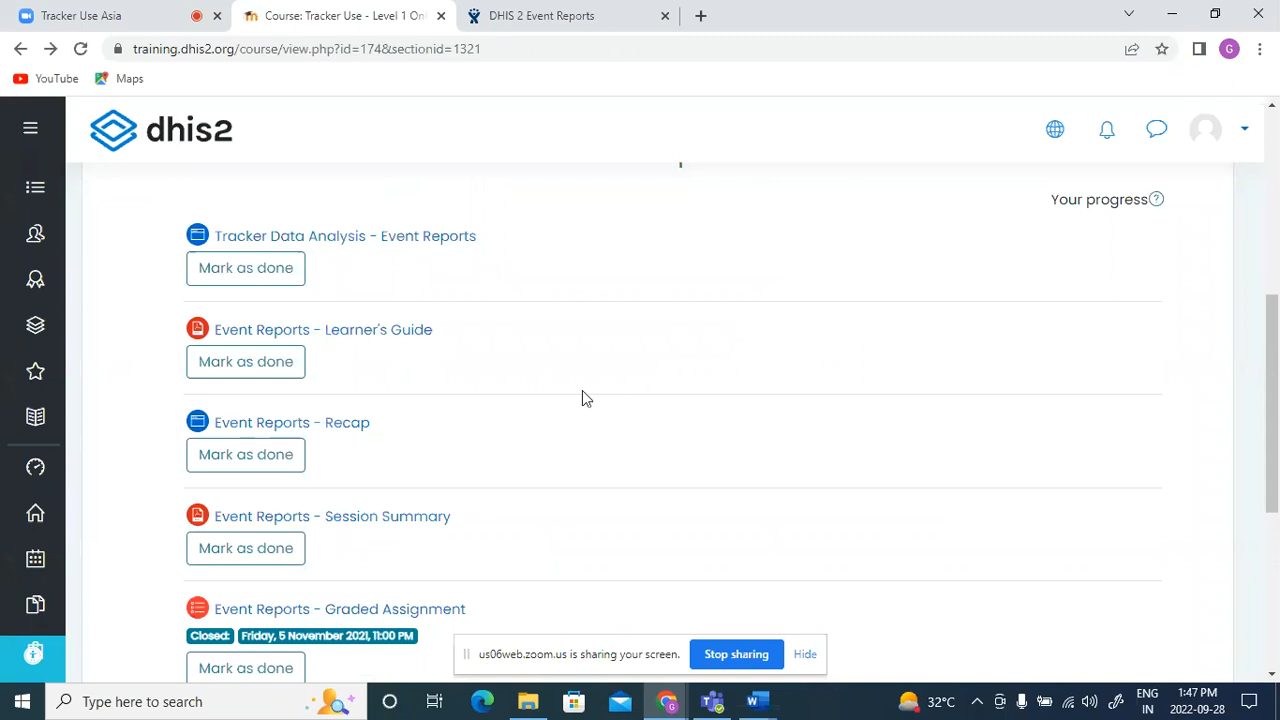 Tracker Use Asia
Course: Tracker Use - Level 1 Onl
DHIS 2 Event Reports
training.dhis2.org/course/view.php?id=174&sectionid=1321
G
YouTube
Maps
dhis2
Your progress
Tracker Data Analysis - Event Reports
Mark as done
Event Reports - Learner's Guide
Mark as done
Event Reports - Recap
Mark as done
Event Reports - Session Summary
Mark as done
Event Reports - Graded Assignment
Closed: Friday, 5 November 2021, 11:00 PM
Mark as done
us06web.zoom.us is sharing your screen.
Stop sharing
Hide
Type here to search
32°C
ENG
IN
1:47 PM
2022-09-28